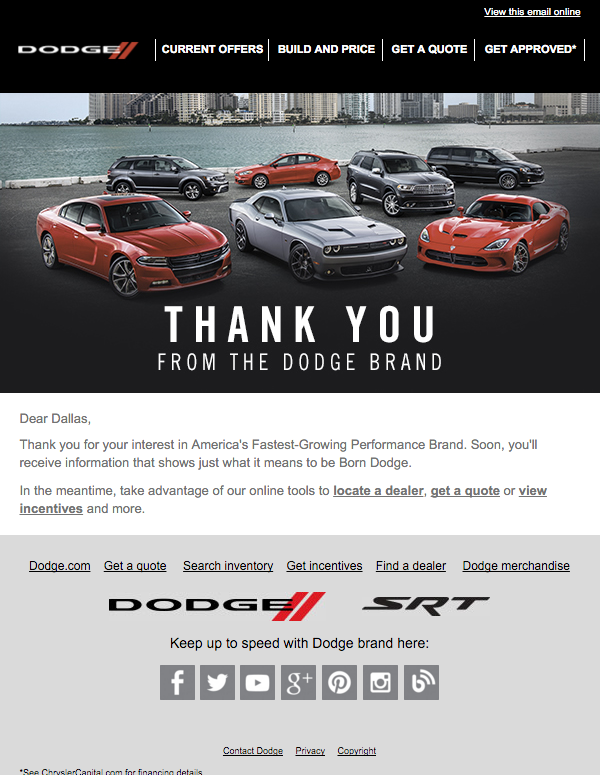 View this email online
DODGE
CURRENT OFFERS
BUILD AND PRICE
GET A QUOTE
GET APPROVED*
THANK YOU
FROM THE DODGE BRAND
Dear Dallas,
Thank you for your interest in America's Fastest-Growing Performance Brand. Soon, you'll
receive information that shows just what it means to be Born Dodge.
In the meantime, take advantage of our online tools to locate a dealer, get a quote or view
incentives and more.
Dodge.com Get a quote Search inventory Get incentives Find a dealer Dodge merchandise
DODGE SRT
Keep up to speed with Dodge brand here:
Contact Dodge Privacy Copyright
*See ChryslerCapital.com for financing details